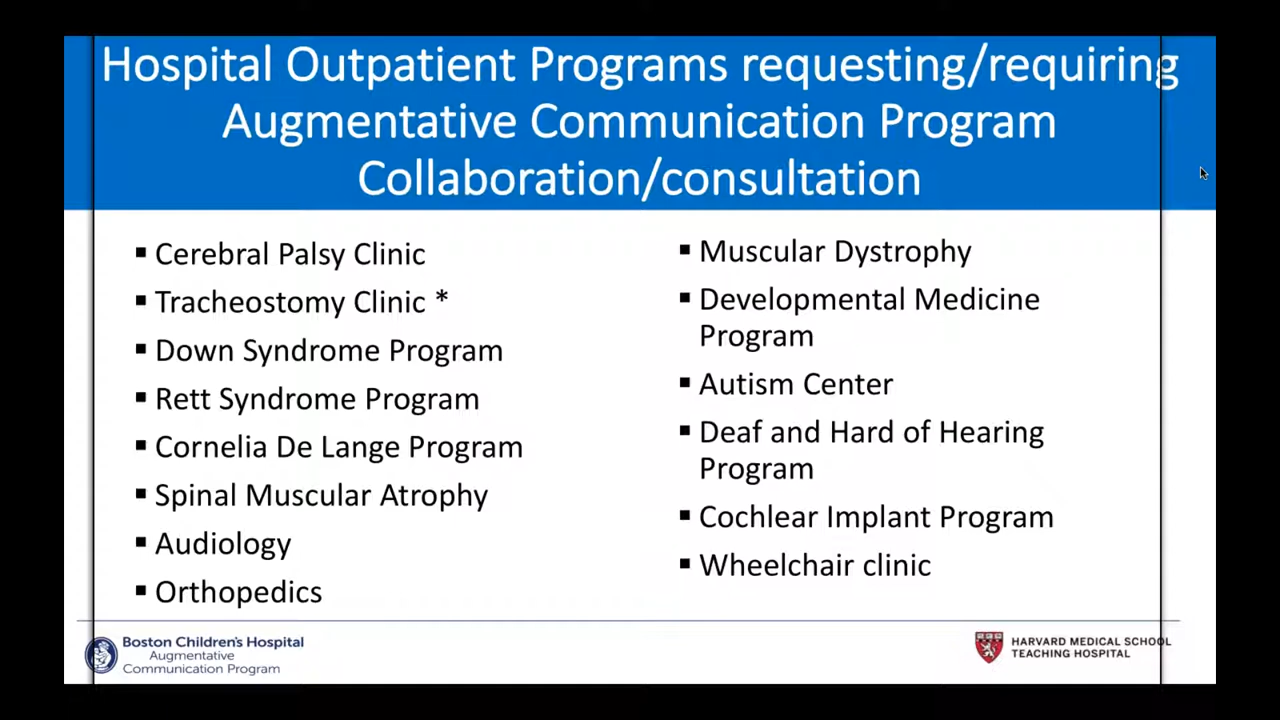 Hospital Outpatient Programs requesting/requiring
Augmentative Communication Program
Collaboration/consultation
▪ Cerebral Palsy Clinic
▪ Tracheostomy Clinic *
▪ Down Syndrome Program
▪ Rett Syndrome Program
▪ Cornelia De Lange Program
▪ Spinal Muscular Atrophy
▪ Audiology
▪ Orthopedics
▪ Muscular Dystrophy
▪ Developmental Medicine
Program
▪ Autism Center
▪ Deaf and Hard of Hearing
Program
▪ Cochlear Implant Program
▪ Wheelchair clinic
Boston Children's Hospital
Augmentative
Communication Program
HARVARD MEDICAL SCHOOL
TEACHING HOSPITAL